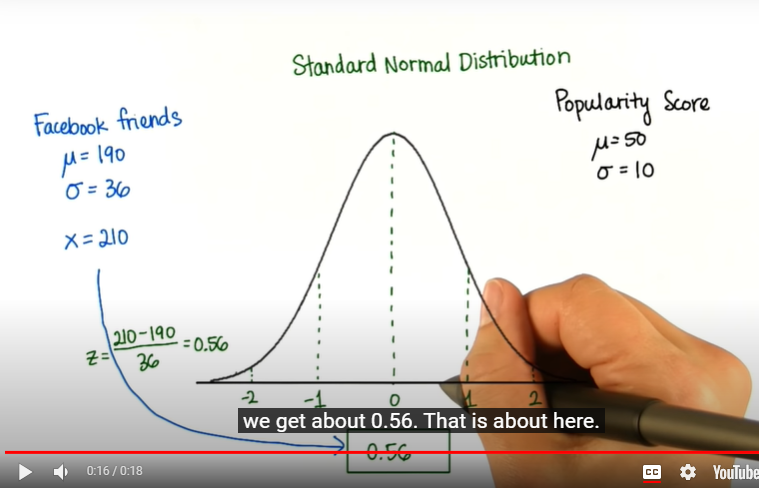 Standard Normal Distribution
Facebook friends
μ = 190
σ = 36
x = 210
Popularity Score
μ = 50
σ = 10
z = 210 - 190 / 36 = 0.56
-2 -1 0 1 2
we get about 0.56. That is about here.
0.56
0:16 / 0:18
CC
YouTube